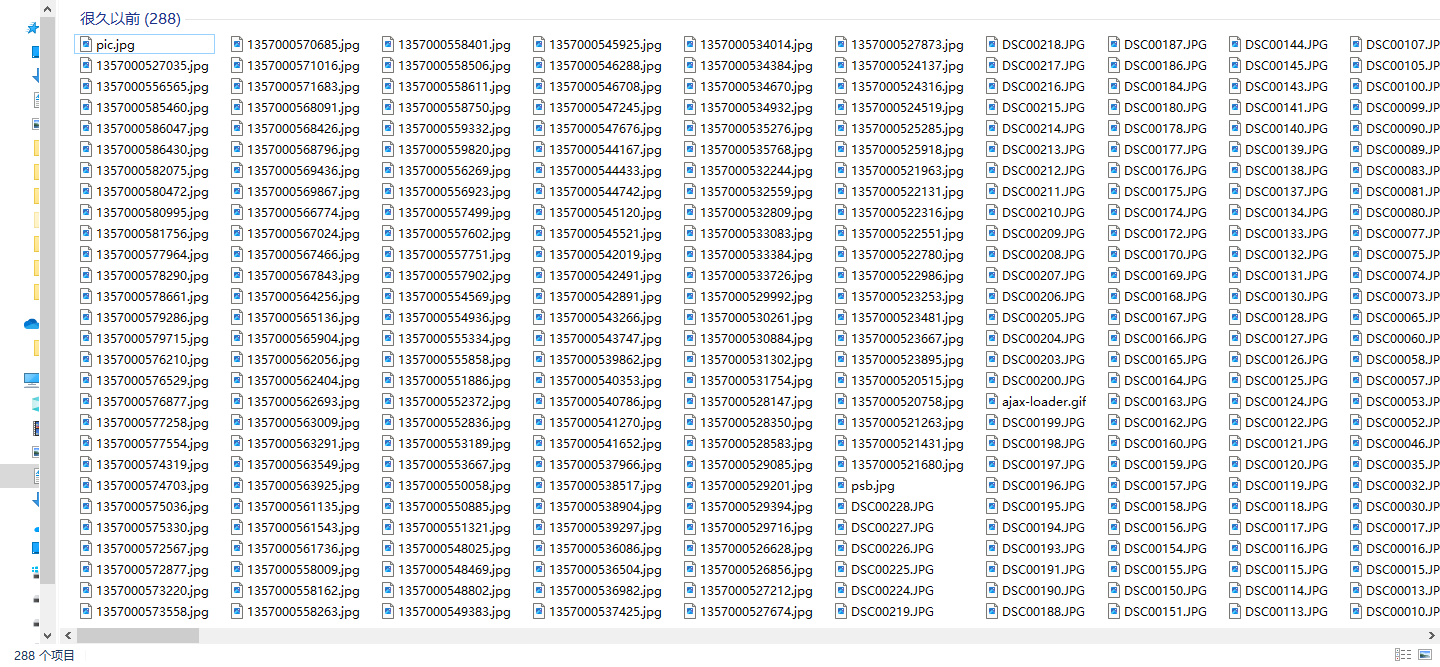 很久以前 (288)
pic.jpg 1357000570685.jpg 1357000558401.jpg 1357000545925.jpg 1357000534014.jpg 1357000527873.jpg DSC00218.JPG DSC00187.JPG DSC00144.JPG DSC00107.JP
1357000527035.jpg 1357000571016.jpg 1357000558506.jpg 1357000546288.jpg 1357000534384.jpg 1357000524137.jpg DSC00217.JPG DSC00186.JPG DSC00145.JPG DSC00105.JP
1357000556565.jpg 1357000571683.jpg 1357000558611.jpg 1357000546708.jpg 1357000534670.jpg 1357000524316.jpg DSC00216.JPG DSC00184.JPG DSC00143.JPG DSC00100.JP
1357000585460.jpg 1357000568091.jpg 1357000558750.jpg 1357000547245.jpg 1357000534932.jpg 1357000524519.jpg DSC00215.JPG DSC00180.JPG DSC00141.JPG DSC00099.JP
1357000586047.jpg 1357000568426.jpg 1357000559332.jpg 1357000547676.jpg 1357000535276.jpg 1357000525285.jpg DSC00214.JPG DSC00178.JPG DSC00140.JPG DSC00090.JP
1357000586430.jpg 1357000568796.jpg 1357000559820.jpg 1357000544167.jpg 1357000535768.jpg 1357000525918.jpg DSC00213.JPG DSC00177.JPG DSC00139.JPG DSC00089.JP
1357000582075.jpg 1357000569436.jpg 1357000556269.jpg 1357000544433.jpg 1357000532244.jpg 1357000521963.jpg DSC00212.JPG DSC00176.JPG DSC00138.JPG DSC00083.JP
1357000580472.jpg 1357000569867.jpg 1357000556923.jpg 1357000544742.jpg 1357000532559.jpg 1357000522131.jpg DSC00211.JPG DSC00175.JPG DSC00137.JPG DSC00081.JP
1357000580995.jpg 1357000566774.jpg 1357000557499.jpg 1357000545120.jpg 1357000532809.jpg 1357000522316.jpg DSC00210.JPG DSC00174.JPG DSC00134.JPG DSC00080.JP
1357000581756.jpg 1357000567024.jpg 1357000557602.jpg 1357000545521.jpg 1357000533083.jpg 1357000522551.jpg DSC00209.JPG DSC00172.JPG DSC00133.JPG DSC00077.JP
1357000577964.jpg 1357000567466.jpg 1357000557751.jpg 1357000542019.jpg 1357000533384.jpg 1357000522780.jpg DSC00208.JPG DSC00170.JPG DSC00132.JPG DSC00075.JP
1357000578290.jpg 1357000567843.jpg 1357000557902.jpg 1357000542491.jpg 1357000533726.jpg 1357000522986.jpg DSC00207.JPG DSC00169.JPG DSC00131.JPG DSC00074.JP
1357000578661.jpg 1357000564256.jpg 1357000554569.jpg 1357000542891.jpg 1357000529992.jpg 1357000523253.jpg DSC00206.JPG DSC00168.JPG DSC00130.JPG DSC00073.JP
1357000579286.jpg 1357000565136.jpg 1357000554936.jpg 1357000543266.jpg 1357000530261.jpg 1357000523481.jpg DSC00205.JPG DSC00167.JPG DSC00128.JPG DSC00065.JP
1357000579715.jpg 1357000565904.jpg 1357000555334.jpg 1357000543747.jpg 1357000530884.jpg 1357000523667.jpg DSC00204.JPG DSC00166.JPG DSC00127.JPG DSC00060.JP
1357000576210.jpg 1357000562056.jpg 1357000555858.jpg 1357000539862.jpg 1357000531302.jpg 1357000523895.jpg DSC00203.JPG DSC00165.JPG DSC00126.JPG DSC00058.JP
1357000576529.jpg 1357000562404.jpg 1357000551886.jpg 1357000540353.jpg 1357000531754.jpg 1357000520515.jpg DSC00200.JPG DSC00164.JPG DSC00125.JPG DSC00057.JP
1357000576877.jpg 1357000562693.jpg 1357000552372.jpg 1357000540786.jpg 1357000528147.jpg 1357000520758.jpg ajax-loader.gif DSC00163.JPG DSC00124.JPG DSC00053.JP
1357000577258.jpg 1357000563009.jpg 1357000552836.jpg 1357000541270.jpg 1357000528350.jpg 1357000521263.jpg DSC00199.JPG DSC00162.JPG DSC00122.JPG DSC00052.JP
1357000577554.jpg 1357000563291.jpg 1357000553189.jpg 1357000541652.jpg 1357000528583.jpg 1357000521431.jpg DSC00198.JPG DSC00160.JPG DSC00121.JPG DSC00046.JP
1357000574319.jpg 1357000563549.jpg 1357000553667.jpg 1357000537966.jpg 1357000529085.jpg 1357000521680.jpg DSC00197.JPG DSC00159.JPG DSC00120.JPG DSC00035.JP
1357000574703.jpg 1357000563925.jpg 1357000550058.jpg 1357000538517.jpg 1357000529201.jpg psb.jpg DSC00196.JPG DSC00157.JPG DSC00119.JPG DSC00032.JP
1357000575036.jpg 1357000561135.jpg 1357000550885.jpg 1357000538904.jpg 1357000529394.jpg DSC00228.JPG DSC00195.JPG DSC00158.JPG DSC00118.JPG DSC00030.JP
1357000575330.jpg 1357000561543.jpg 1357000551321.jpg 1357000539297.jpg 1357000529716.jpg DSC00227.JPG DSC00194.JPG DSC00156.JPG DSC00117.JPG DSC00017.JP
1357000572567.jpg 1357000561736.jpg 1357000548025.jpg 1357000536086.jpg 1357000526628.jpg DSC00226.JPG DSC00193.JPG DSC00154.JPG DSC00116.JPG DSC00016.JP
1357000572877.jpg 1357000558009.jpg 1357000548469.jpg 1357000536504.jpg 1357000526856.jpg DSC00225.JPG DSC00191.JPG DSC00155.JPG DSC00115.JPG DSC00015.JP
1357000573220.jpg 1357000558162.jpg 1357000548802.jpg 1357000536982.jpg 1357000527212.jpg DSC00224.JPG DSC00190.JPG DSC00150.JPG DSC00114.JPG DSC00013.JP
1357000573558.jpg 1357000558263.jpg 1357000549383.jpg 1357000537425.jpg 1357000527674.jpg DSC00219.JPG DSC00188.JPG DSC00151.JPG DSC00113.JPG DSC00010.JP
288 个项目